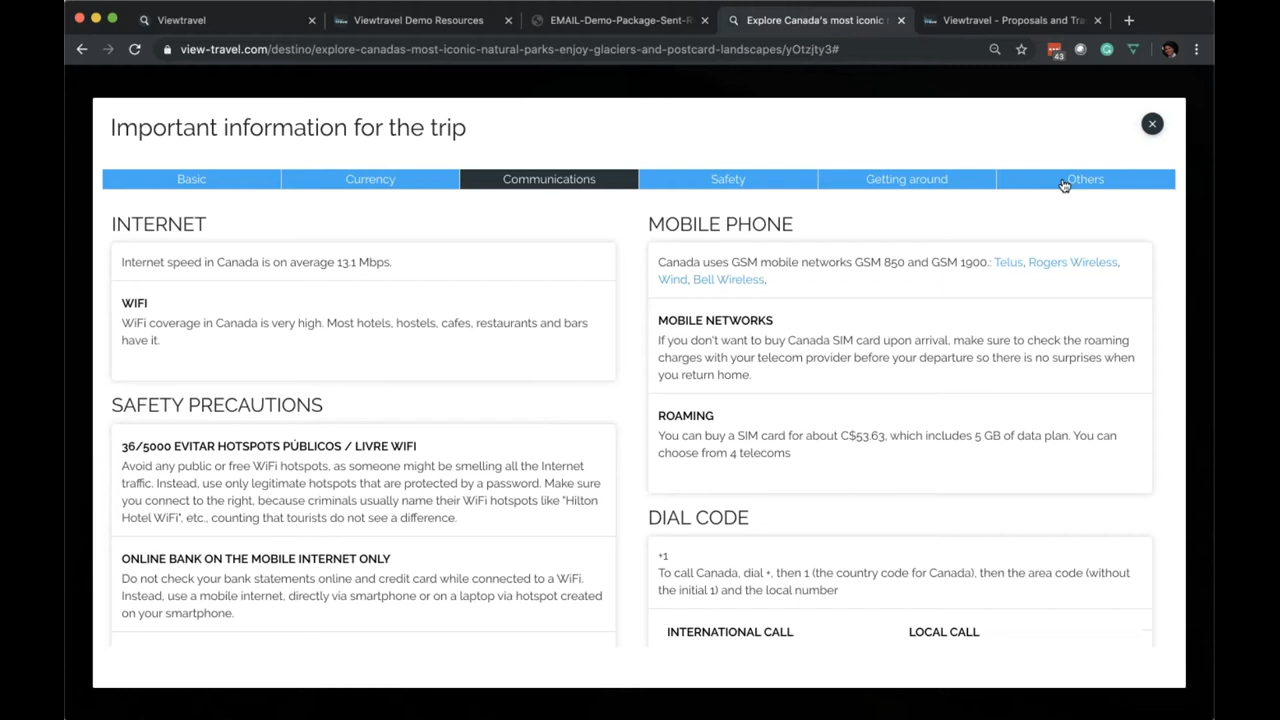 Viewtravel
Viewtravel Demo Resources
EMAIL-Demo-Package-Sent-R
Explore Canada's most iconic
Viewtravel - Proposals and Tra
view-travel.com/destino/explore-canadas-most-iconic-natural-parks-enjoy-glaciers-and-postcard-landscapes/yOtzjty3#
43
Important information for the trip
Basic
Currency
Communications
Safety
Getting around
Others
INTERNET
Internet speed in Canada is on average 13.1 Mbps.
WIFI
WiFi coverage in Canada is very high. Most hotels, hostels, cafes, restaurants and bars
have it.
SAFETY PRECAUTIONS
36/5000 EVITAR HOTSPOTS PÚBLICOS / LIVRE WIFI
Avoid any public or free WiFi hotspots, as someone might be smelling all the Internet
traffic. Instead, use only legitimate hotspots that are protected by a password. Make sure
you connect to the right, because criminals usually name their WiFi hotspots like "Hilton
Hotel WiFi", etc., counting that tourists do not see a difference.
ONLINE BANK ON THE MOBILE INTERNET ONLY
Do not check your bank statements online and credit card while connected to a WiFi.
Instead, use a mobile internet, directly via smartphone or on a laptop via hotspot created
on your smartphone.
MOBILE PHONE
Canada uses GSM mobile networks GSM 850 and GSM 1900.: Telus, Rogers Wireless,
Wind, Bell Wireless,
MOBILE NETWORKS
If you don't want to buy Canada SIM card upon arrival, make sure to check the roaming
charges with your telecom provider before your departure so there is no surprises when
you return home.
ROAMING
You can buy a SIM card for about C$53.63, which includes 5 GB of data plan. You can
choose from 4 telecoms
DIAL CODE
+1
To call Canada, dial +, then 1 (the country code for Canada), then the area code (without
the initial 1) and the local number
INTERNATIONAL CALL
LOCAL CALL